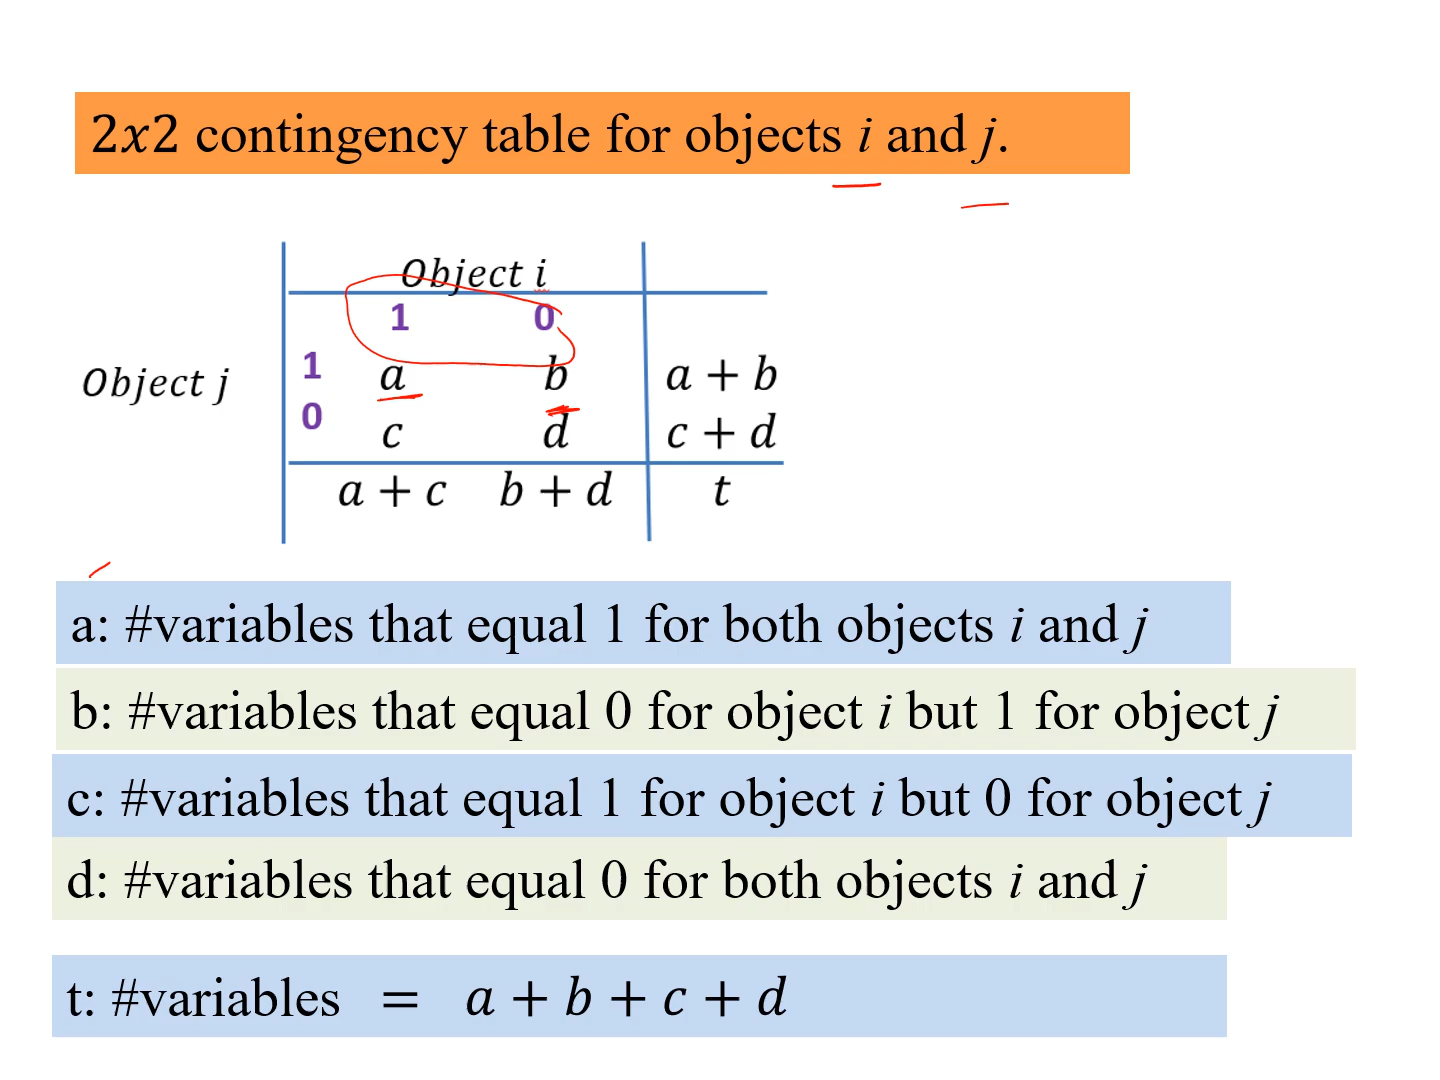 2x2 contingency table for objects i and j.
Object i
1 0
Object j 1 a b a + b
0 c d c + d
a + c b + d t
a: #variables that equal 1 for both objects i and j
b: #variables that equal 0 for object i but 1 for object j
c: #variables that equal 1 for object i but 0 for object j
d: #variables that equal 0 for both objects i and j
t: #variables = a + b + c + d